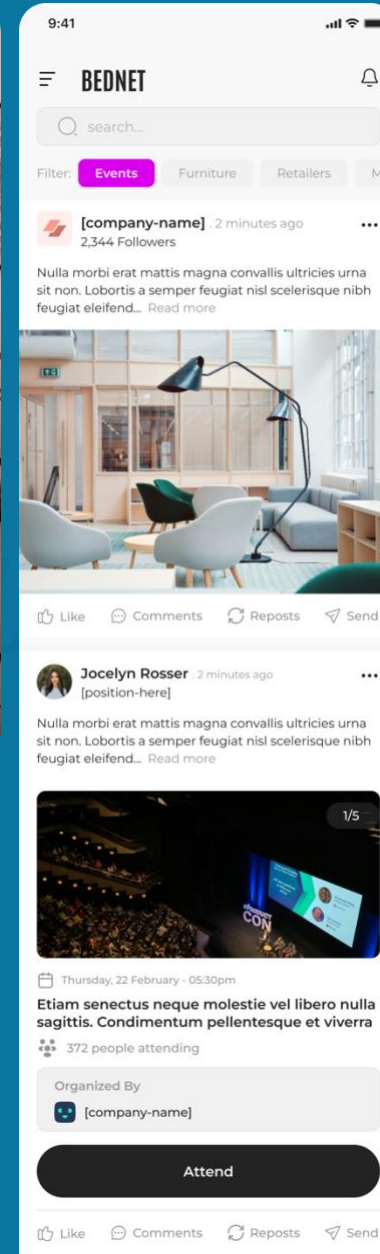 9:41
BEDNET
search...
Filter: Events Furniture Retailers M
[company-name] . 2 minutes ago
2,344 Followers
Nulla morbi erat mattis magna convallis ultricies urna
sit non. Lobortis a semper feugiat nisl scelerisque nibh
feugiat eleifend... Read more
Like Comments Reposts Send
Jocelyn Rosser . 2 minutes ago
[position-here]
Nulla morbi erat mattis magna convallis ultricies urna
sit non. Lobortis a semper feugiat nisl scelerisque nibh
feugiat eleifend... Read more
1/5
CON
Thursday, 22 February - 05:30pm
Etiam senectus neque molestie vel libero nulla
sagittis. Condimentum pellentesque et viverra
372 people attending
Organized By
[company-name]
Attend
Like Comments Reposts Send